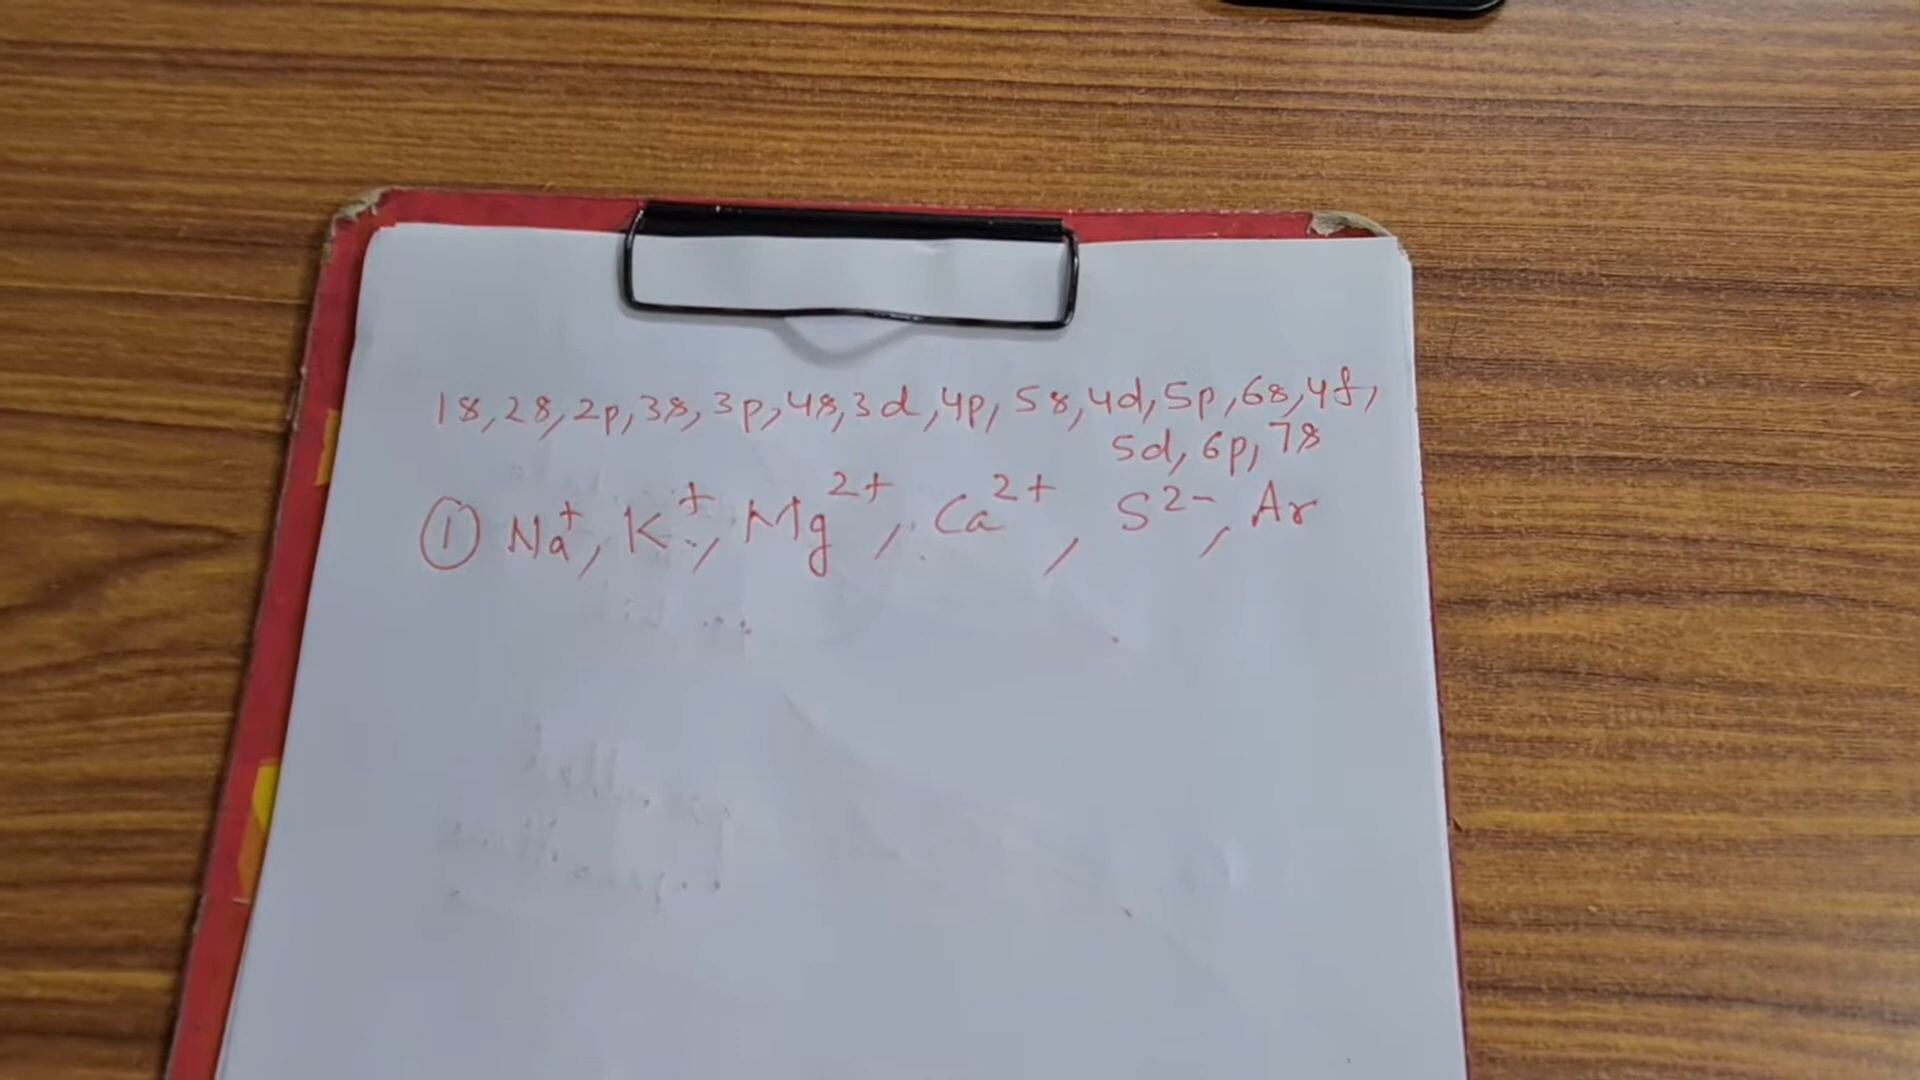 1s, 2s, 2p, 3s, 3p, 4s, 3d, 4p, 5s, 4d, 5p, 6s, 4f,
5d, 6p, 7s
① Na⁺, K⁺, Mg²⁺, Ca²⁺, S²⁻, Ar